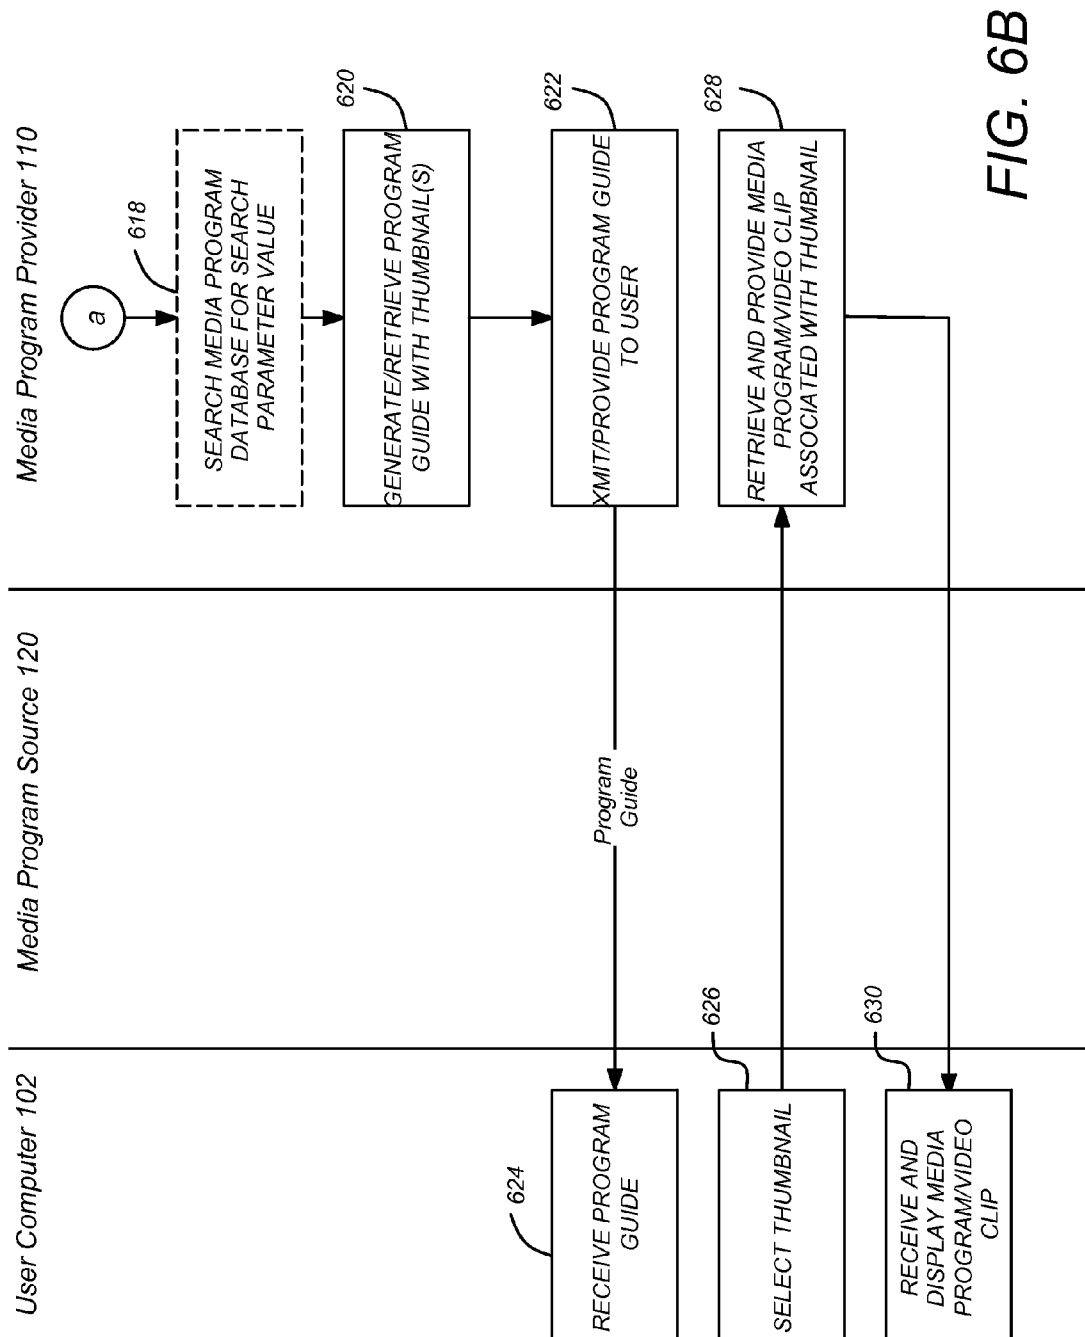 User Computer 102
Media Program Source 120
Media Program Provider 110
a
618
SEARCH MEDIA PROGRAM
DATABASE FOR SEARCH
PARAMETER VALUE
620
GENERATE/RETRIEVE PROGRAM
GUIDE WITH THUMBNAIL(S)
622
XMIT/PROVIDE PROGRAM GUIDE
TO USER
Program
Guide
624
RECEIVE PROGRAM
GUIDE
626
SELECT THUMBNAIL
628
RETRIEVE AND PROVIDE MEDIA
PROGRAM/VIDEO CLIP
ASSOCIATED WITH THUMBNAIL
630
RECEIVE AND
DISPLAY MEDIA
PROGRAM/VIDEO
CLIP
FIG. 6B